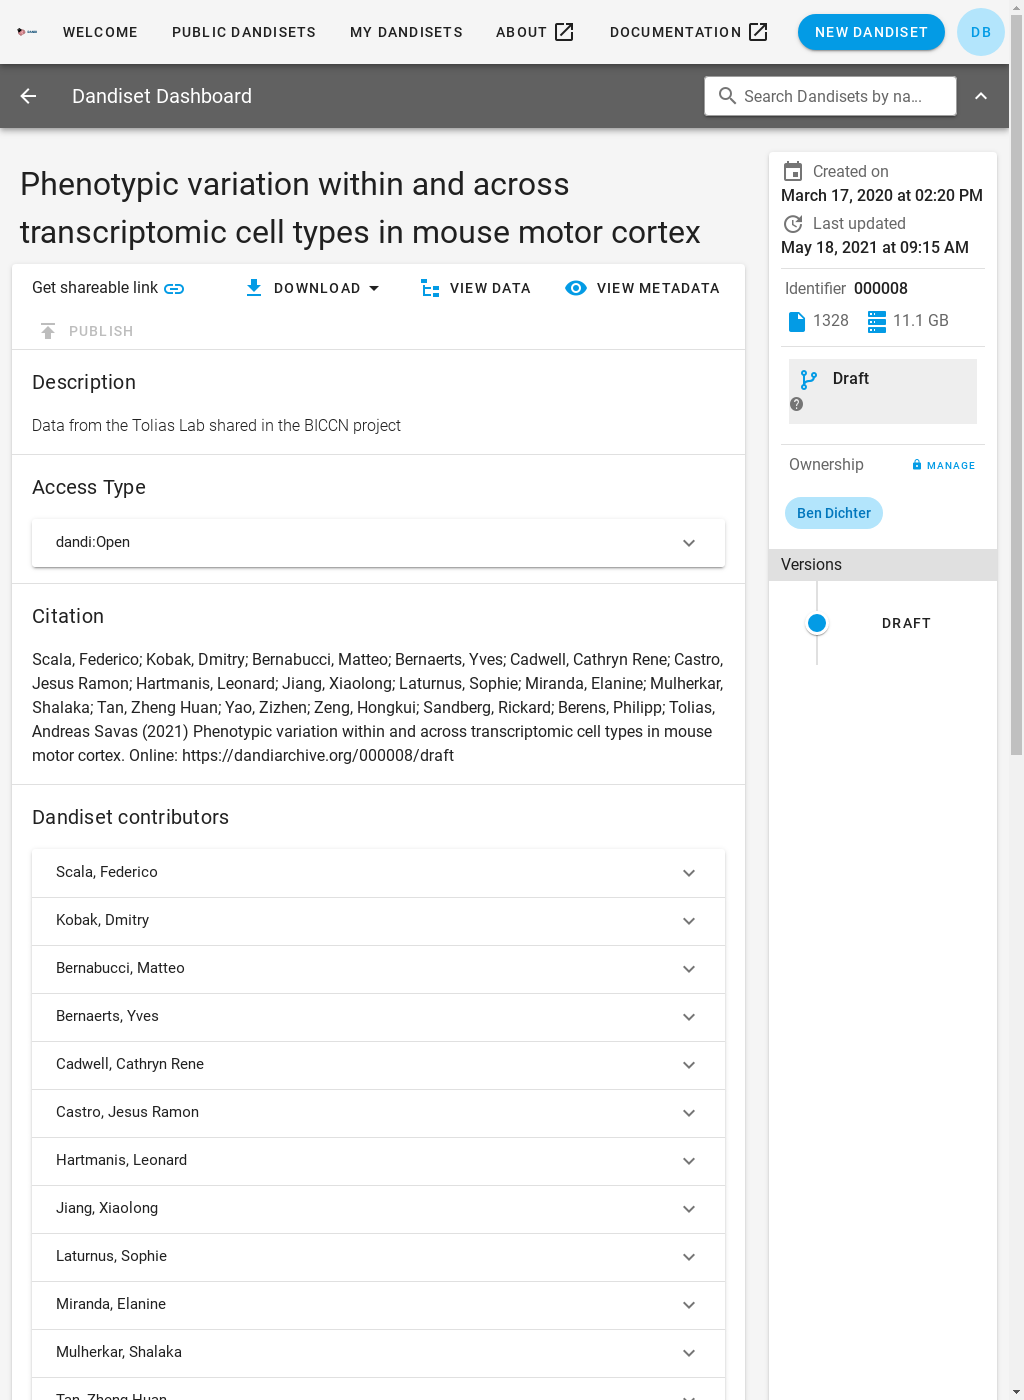 WELCOME
PUBLIC DANDISETS
MY DANDISETS
ABOUT
DOCUMENTATION
NEW DANDISET
DB
Dandiset Dashboard
Search Dandisets by na...
Phenotypic variation within and across
transcriptomic cell types in mouse motor cortex
Get shareable link
DOWNLOAD
VIEW DATA
VIEW METADATA
PUBLISH
Description
Data from the Tolias Lab shared in the BICCN project
Access Type
dandi:Open
Citation
Scala, Federico; Kobak, Dmitry; Bernabucci, Matteo; Bernaerts, Yves; Cadwell, Cathryn Rene; Castro,
Jesus Ramon; Hartmanis, Leonard; Jiang, Xiaolong; Laturnus, Sophie; Miranda, Elanine; Mulherkar,
Shalaka; Tan, Zheng Huan; Yao, Zizhen; Zeng, Hongkui; Sandberg, Rickard; Berens, Philipp; Tolias,
Andreas Savas (2021) Phenotypic variation within and across transcriptomic cell types in mouse
motor cortex. Online: https://dandiarchive.org/000008/draft
Dandiset contributors
Scala, Federico
Kobak, Dmitry
Bernabucci, Matteo
Bernaerts, Yves
Cadwell, Cathryn Rene
Castro, Jesus Ramon
Hartmanis, Leonard
Jiang, Xiaolong
Laturnus, Sophie
Miranda, Elanine
Mulherkar, Shalaka
Tan, Zheng Huan
Created on
March 17, 2020 at 02:20 PM
Last updated
May 18, 2021 at 09:15 AM
Identifier 000008
1328
11.1 GB
Draft
Ownership
MANAGE
Ben Dichter
Versions
DRAFT